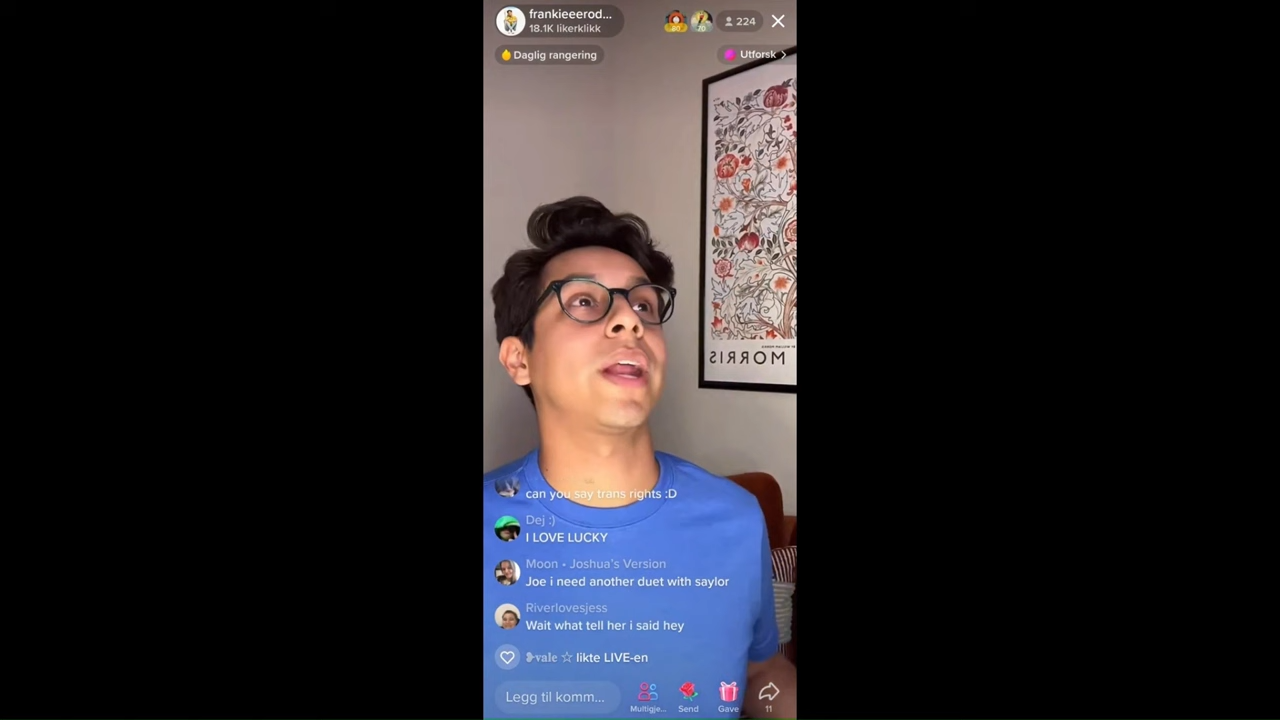 frankieeerod...
18.1K likerklikk
224
Daglig rangering
Utforsk
MORRIS
can you say trans rights :D
Dej :)
I LOVE LUCKY
Moon • Joshua's Version
Joe i need another duet with saylor
Riverlovesjess
Wait what tell her i said hey
❥vale ☆ likte LIVE-en
Legg til komm...
Multigje...
Send
Gave
11